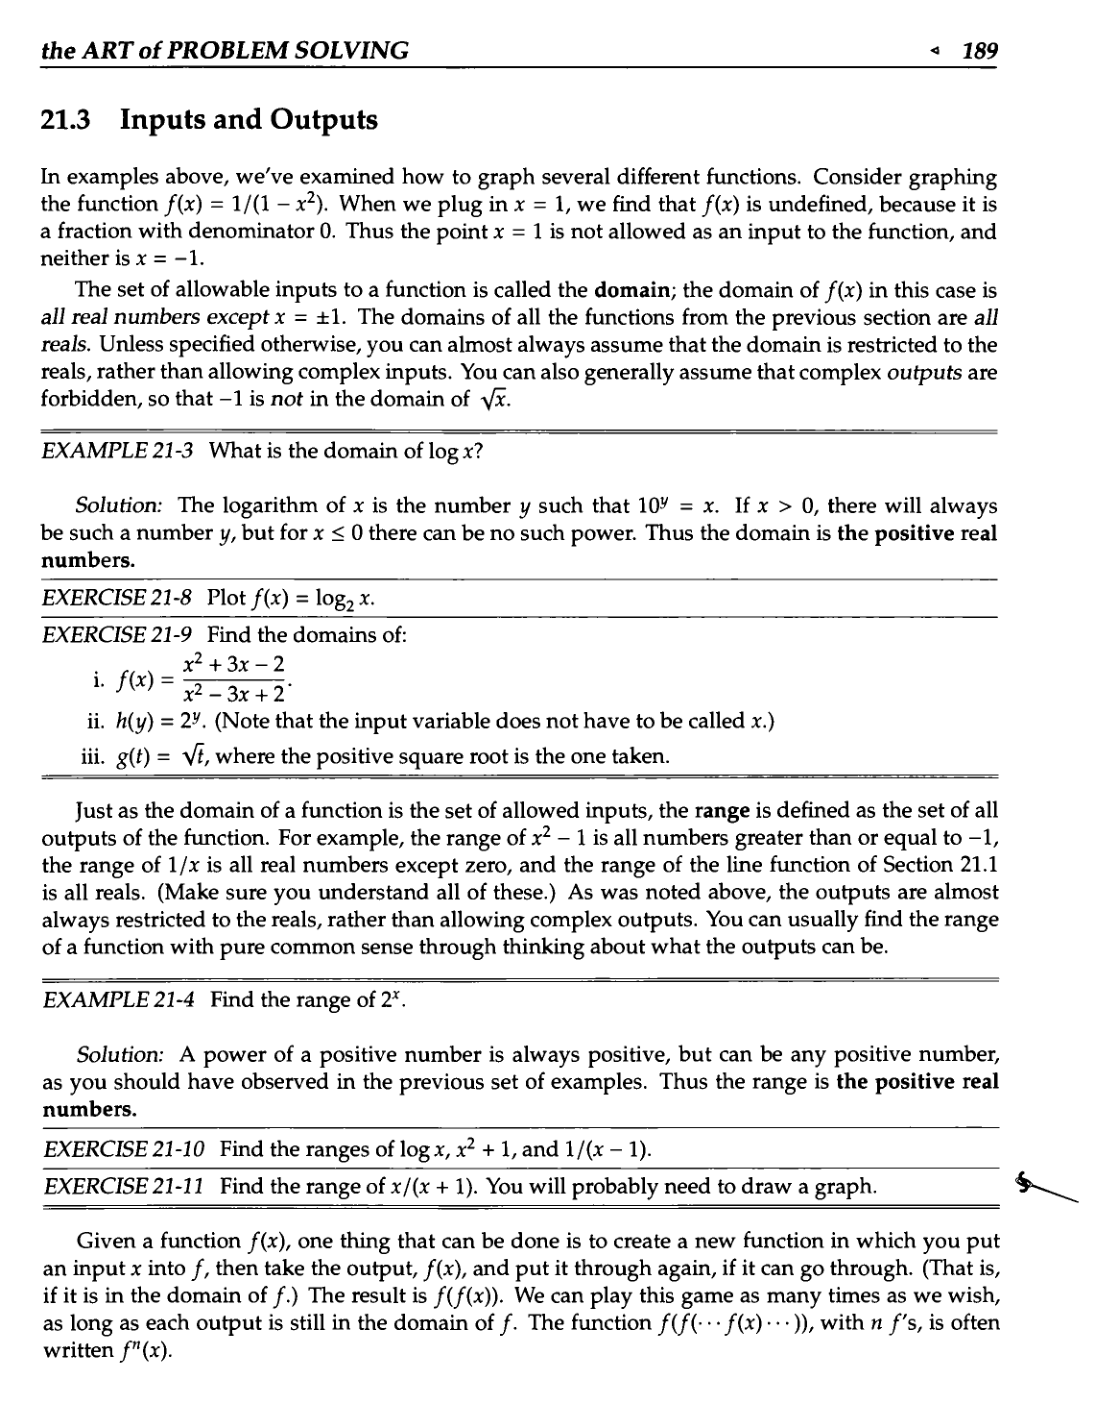 the ART of PROBLEM SOLVING ◃ 189
21.3 Inputs and Outputs
In examples above, we've examined how to graph several different functions. Consider graphing
the function f(x) = 1/(1 − x²). When we plug in x = 1, we find that f(x) is undefined, because it is
a fraction with denominator 0. Thus the point x = 1 is not allowed as an input to the function, and
neither is x = −1.
The set of allowable inputs to a function is called the domain; the domain of f(x) in this case is
all real numbers except x = ±1. The domains of all the functions from the previous section are all
reals. Unless specified otherwise, you can almost always assume that the domain is restricted to the
reals, rather than allowing complex inputs. You can also generally assume that complex outputs are
forbidden, so that −1 is not in the domain of √x.
EXAMPLE 21-3 What is the domain of log x?
Solution: The logarithm of x is the number y such that 10ʸ = x. If x > 0, there will always
be such a number y, but for x ≤ 0 there can be no such power. Thus the domain is the positive real
numbers.
EXERCISE 21-8 Plot f(x) = log₂ x.
EXERCISE 21-9 Find the domains of:
i. f(x) = (x² + 3x − 2)/(x² − 3x + 2).
ii. h(y) = 2ʸ. (Note that the input variable does not have to be called x.)
iii. g(t) = √t, where the positive square root is the one taken.
Just as the domain of a function is the set of allowed inputs, the range is defined as the set of all
outputs of the function. For example, the range of x² − 1 is all numbers greater than or equal to −1,
the range of 1/x is all real numbers except zero, and the range of the line function of Section 21.1
is all reals. (Make sure you understand all of these.) As was noted above, the outputs are almost
always restricted to the reals, rather than allowing complex outputs. You can usually find the range
of a function with pure common sense through thinking about what the outputs can be.
EXAMPLE 21-4 Find the range of 2ˣ.
Solution: A power of a positive number is always positive, but can be any positive number,
as you should have observed in the previous set of examples. Thus the range is the positive real
numbers.
EXERCISE 21-10 Find the ranges of log x, x² + 1, and 1/(x − 1).
EXERCISE 21-11 Find the range of x/(x + 1). You will probably need to draw a graph.
Given a function f(x), one thing that can be done is to create a new function in which you put
an input x into f, then take the output, f(x), and put it through again, if it can go through. (That is,
if it is in the domain of f.) The result is f(f(x)). We can play this game as many times as we wish,
as long as each output is still in the domain of f. The function f(f(··· f(x) ···)), with n f's, is often
written fⁿ(x).